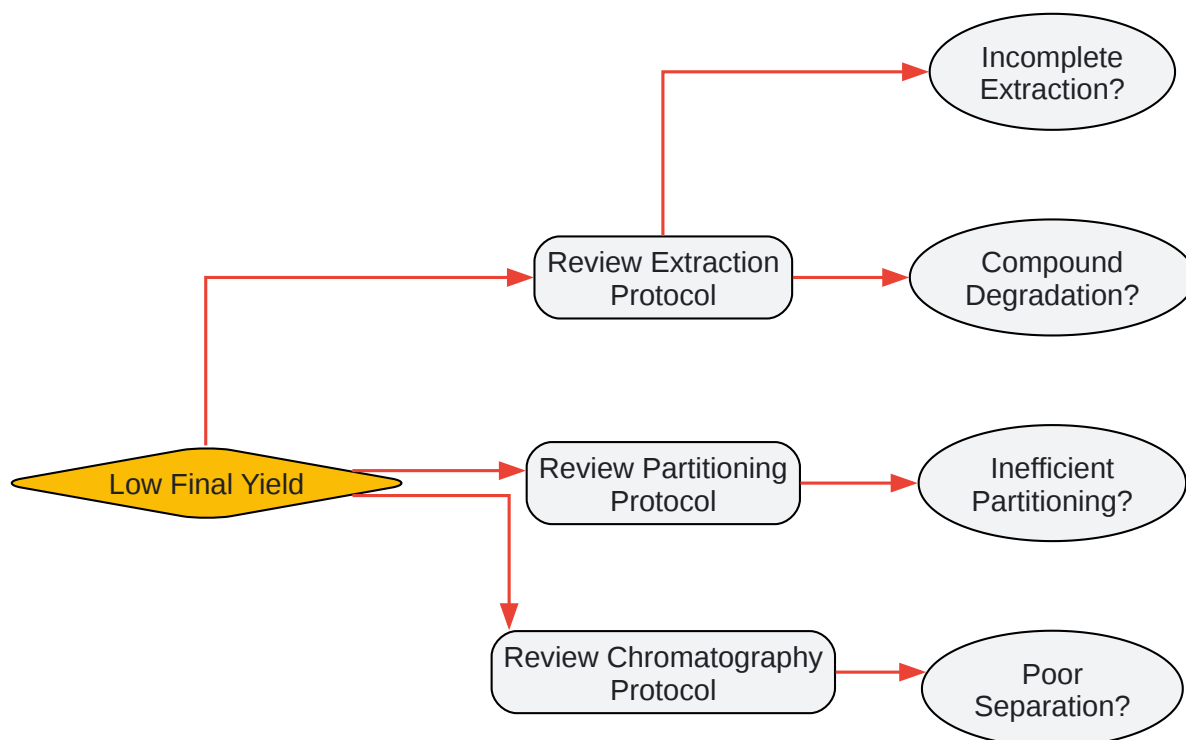 Incomplete
Extraction?
Review Extraction
Protocol
Compound
Degradation?
Low Final Yield
Review Partitioning
Protocol
Inefficient
Partitioning?
Review Chromatography
Protocol
Poor
Separation?